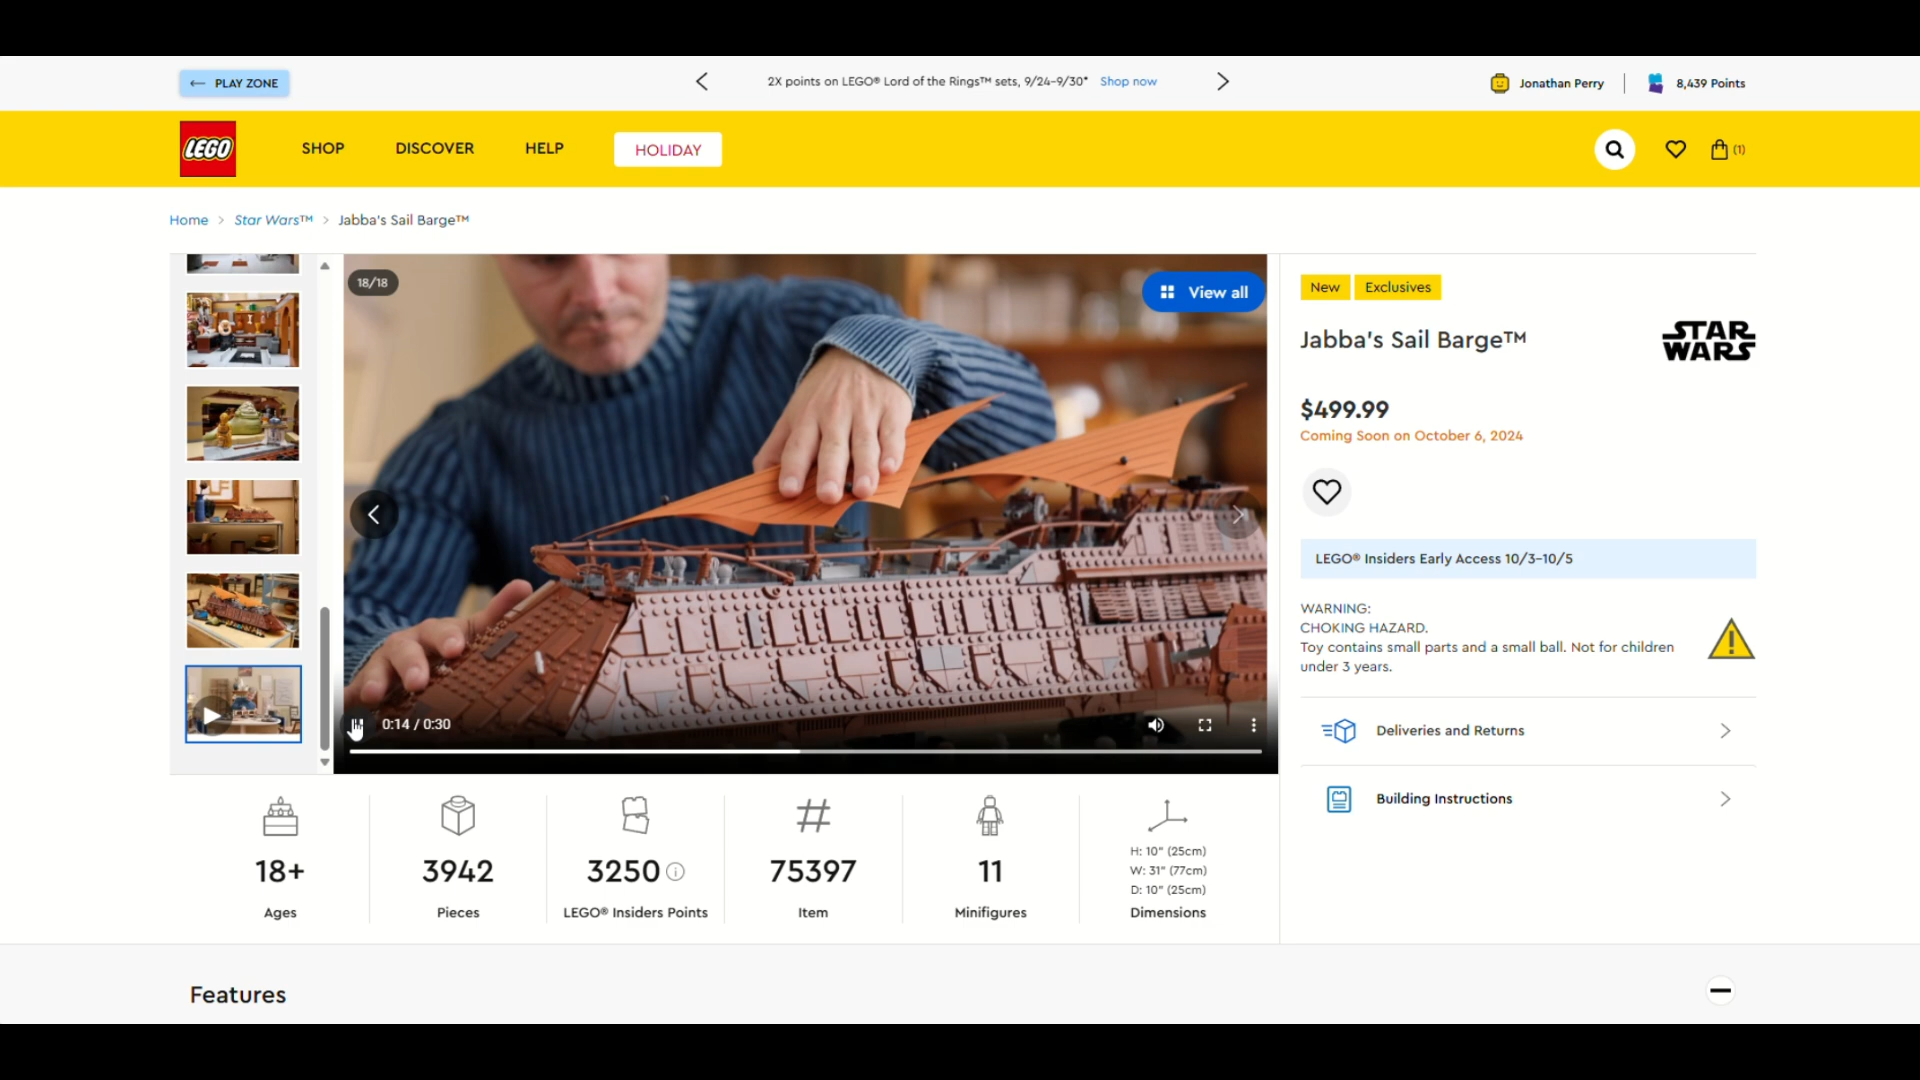 PLAY ZONE
2X points on LEGO® Lord of the Rings™ sets, 9/24-9/30* Shop now
Jonathan Perry
8,439 Points
LEGO
SHOP
DISCOVER
HELP
HOLIDAY
(1)
Home > Star Wars™ > Jabba's Sail Barge™
18/18
View all
0:14 / 0:30
New
Exclusives
Jabba's Sail Barge™
STAR
WARS
$499.99
Coming Soon on October 6, 2024
LEGO® Insiders Early Access 10/3-10/5
WARNING:
CHOKING HAZARD.
Toy contains small parts and a small ball. Not for children
under 3 years.
Deliveries and Returns
Building Instructions
18+
Ages
3942
Pieces
3250
LEGO® Insiders Points
75397
Item
11
Minifigures
H: 10" (25cm)
W: 31" (77cm)
D: 10" (25cm)
Dimensions
Features